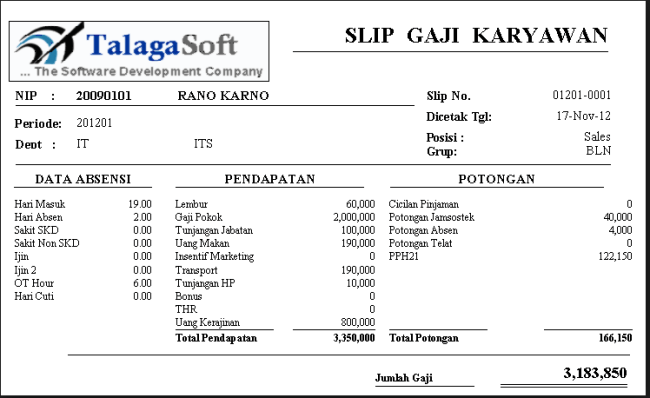 TalagaSoft
... The Software Development Company
SLIP GAJI KARYAWAN
NIP : 20090101 RANO KARNO
Periode: 201201
Dept : IT ITS
Slip No. 01201-0001
Dicetak Tgl: 17-Nov-12
Posisi : Sales
Grup: BLN
DATA ABSENSI
Hari Masuk 19.00
Hari Absen 2.00
Sakit SKD 0.00
Sakit Non SKD 0.00
Ijin 0.00
Ijin 2 0.00
OT Hour 6.00
Hari Cuti 0.00
PENDAPATAN
Lembur 60,000
Gaji Pokok 2,000,000
Tunjangan Jabatan 100,000
Uang Makan 190,000
Insentif Marketing 0
Transport 190,000
Tunjangan HP 10,000
Bonus 0
THR 0
Uang Kerajinan 800,000
Total Pendapatan 3,350,000
POTONGAN
Cicilan Pinjaman 0
Potongan Jamsostek 40,000
Potongan Absen 4,000
Potongan Telat 0
PPH21 122,150
Total Potongan 166,150
Jumlah Gaji 3,183,850